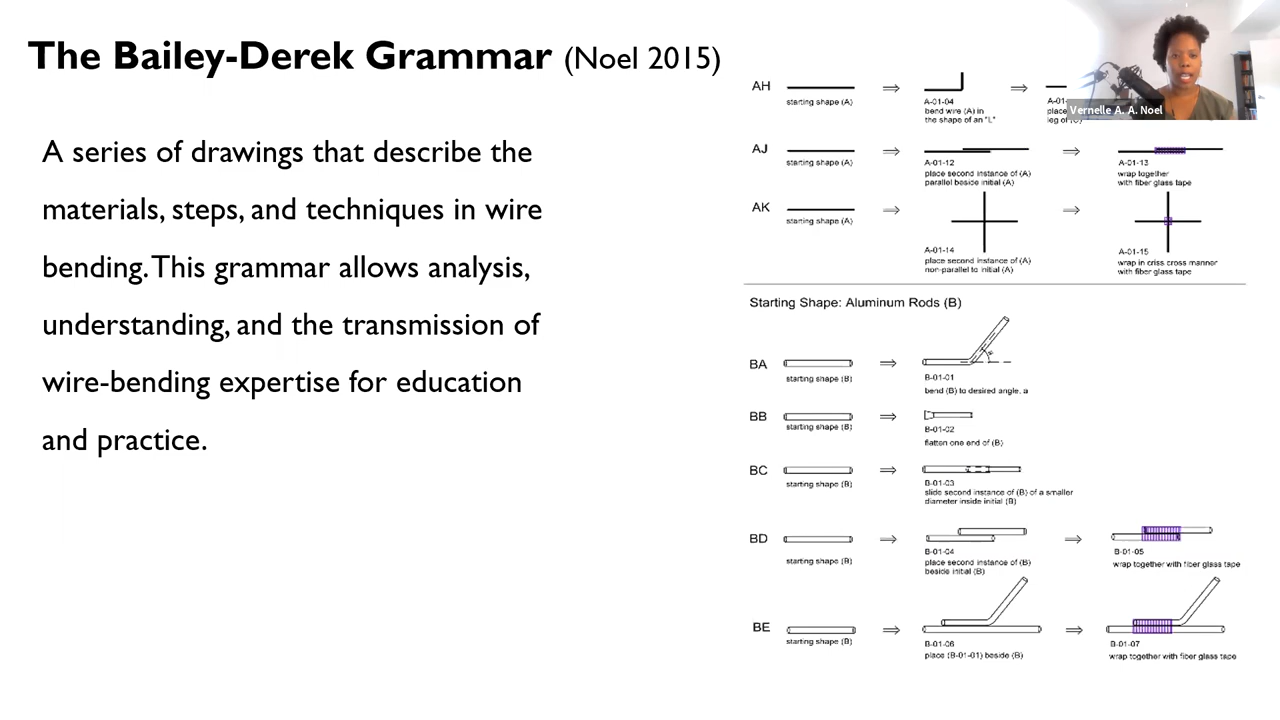 The Bailey-Derek Grammar (Noel 2015)
A series of drawings that describe the
materials, steps, and techniques in wire
bending. This grammar allows analysis,
understanding, and the transmission of
wire-bending expertise for education
and practice.
Vernelle A. A. Noel
AH
starting shape (A)
A-01-04
bend wire (A) in
the shape of an "L"
A-01-
place
leg of
AJ
starting shape (A)
A-01-12
place second instance of (A)
parallel beside initial (A)
A-01-13
wrap together
with fiber glass tape
AK
starting shape (A)
A-01-14
place second instance of (A)
non-parallel to initial (A)
A-01-15
wrap in criss cross manner
with fiber glass tape
Starting Shape: Aluminum Rods (B)
BA
starting shape (B)
B-01-01
bend (B) to desired angle, a
BB
starting shape (B)
B-01-02
flatten one end of (B)
BC
starting shape (B)
B-01-03
slide second instance of (B) of a smaller
diameter inside initial (B)
BD
starting shape (B)
B-01-04
place second instance of (B)
beside initial (B)
B-01-05
wrap together with fiber glass tape
BE
starting shape (B)
B-01-06
place (B-01-01) beside (B)
B-01-07
wrap together with fiber glass tape